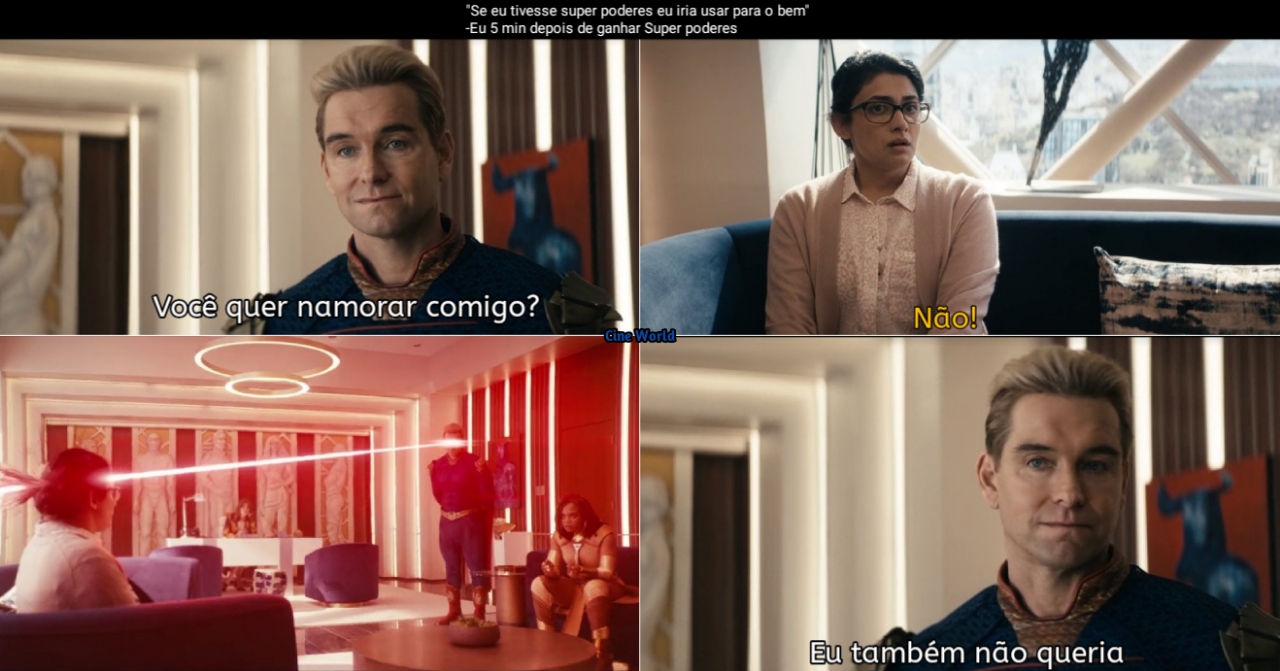 "Se eu tivesse super poderes eu iria usar para o bem"
-Eu 5 min depois de ganhar Super poderes
Você quer namorar comigo?
Não!
Cine World
Eu também não queria